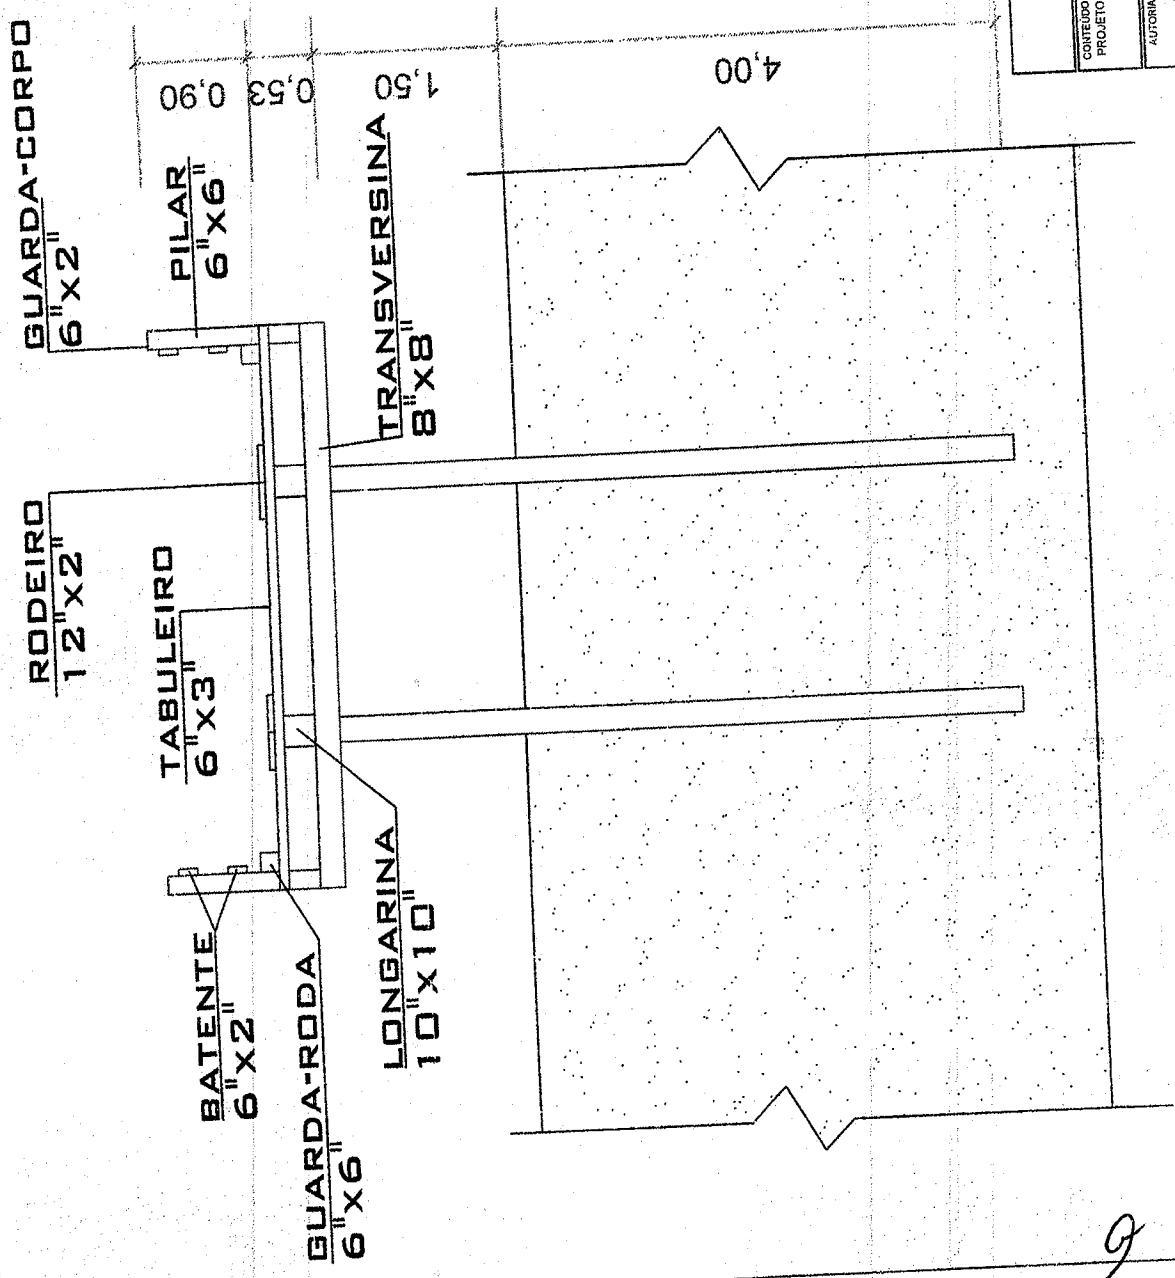 GUARDA-CORPO
6"X2"
PILAR
6"X6"
RODEIRO
12"X2"
TABULEIRO
6"X3"
TRANSVERSINA
8"X8"
BATENTE
6"X2"
GUARDA-RODA
6"X6"
LONGARINA
10"X10"
0,90
0,53
1,50
4,00
CONTEÚDO
PROJETO
AUTORIA